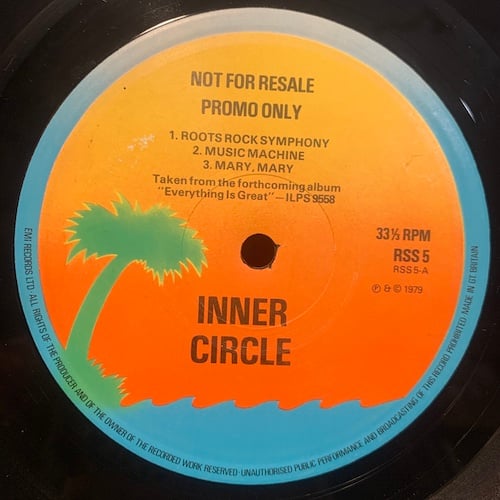 NOT FOR RESALE
PROMO ONLY
1. ROOTS ROCK SYMPHONY
2. MUSIC MACHINE
3. MARY, MARY
Taken from the forthcoming album
"Everything Is Great" — ILPS 9558
33⅓ RPM
RSS 5
RSS 5-A
℗ & © 1979
INNER
CIRCLE
EMI RECORDS LTD · ALL RIGHTS OF THE PRODUCER AND OF THE OWNER OF THE RECORDED WORK RESERVED · UNAUTHORISED PUBLIC PERFORMANCE AND BROADCASTING OF THIS RECORD PROHIBITED · MADE IN GT. BRITAIN